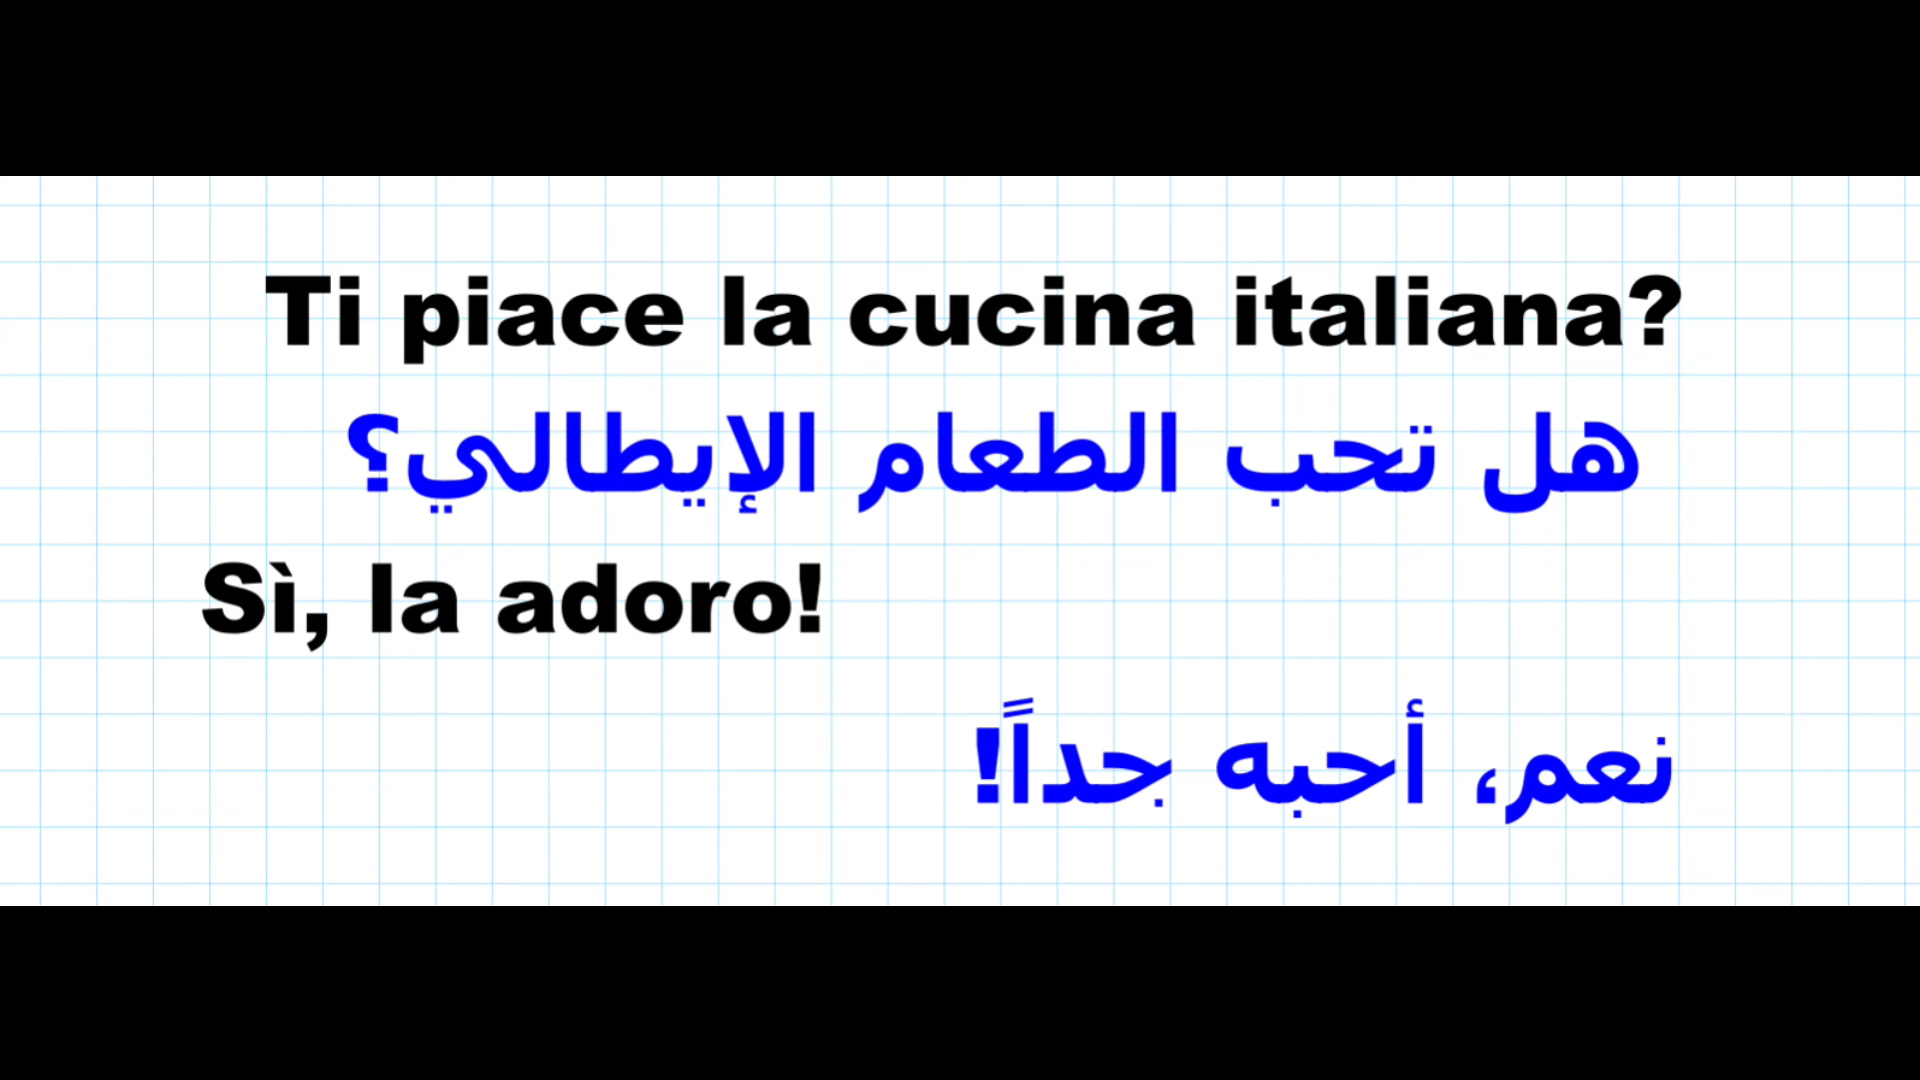 Ti piace la cucina italiana?
هل تحب الطعام الإيطالي؟
Sì, la adoro!
نعم، أحبه جداً!